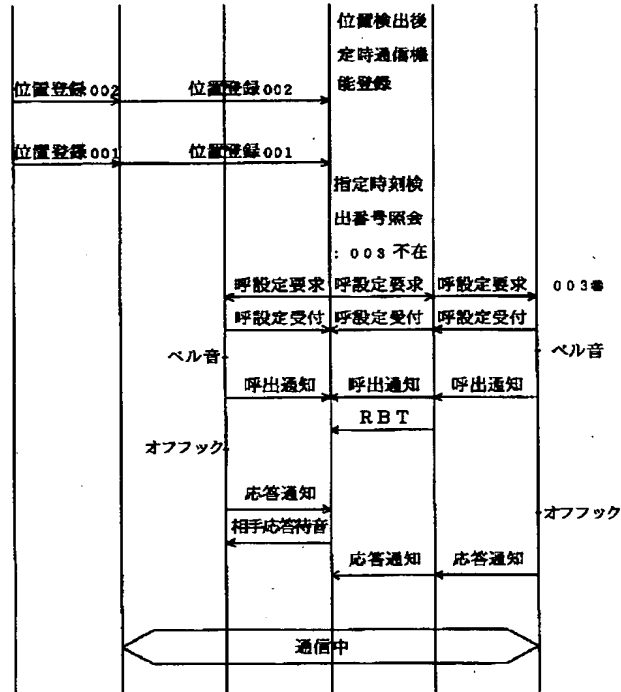 位置検出後
定時通信機
能登録
位置登録002 位置登録002
位置登録001 位置登録001
指定時刻検
出番号照会
:003不在
呼設定要求 呼設定要求 呼設定要求 003番
呼設定受付 呼設定受付 呼設定受付
ベル音 ベル音
呼出通知 呼出通知 呼出通知
RBT
オフフック
応答通知
オフフック
相手応答待音
応答通知 応答通知
通信中